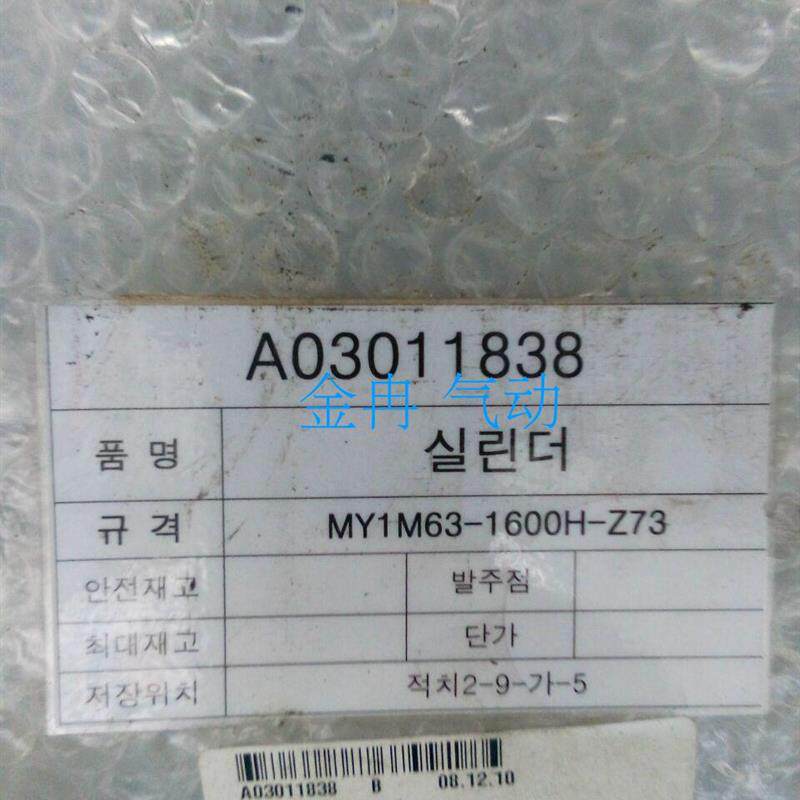 A03011838
金冉 气动
품 명 실린더
규 격 MY1M63-1600H-Z73
안전재고 발주점
최대재고 단가
저장위치 적치2-9-가-5
A03011838 B 08.12.10